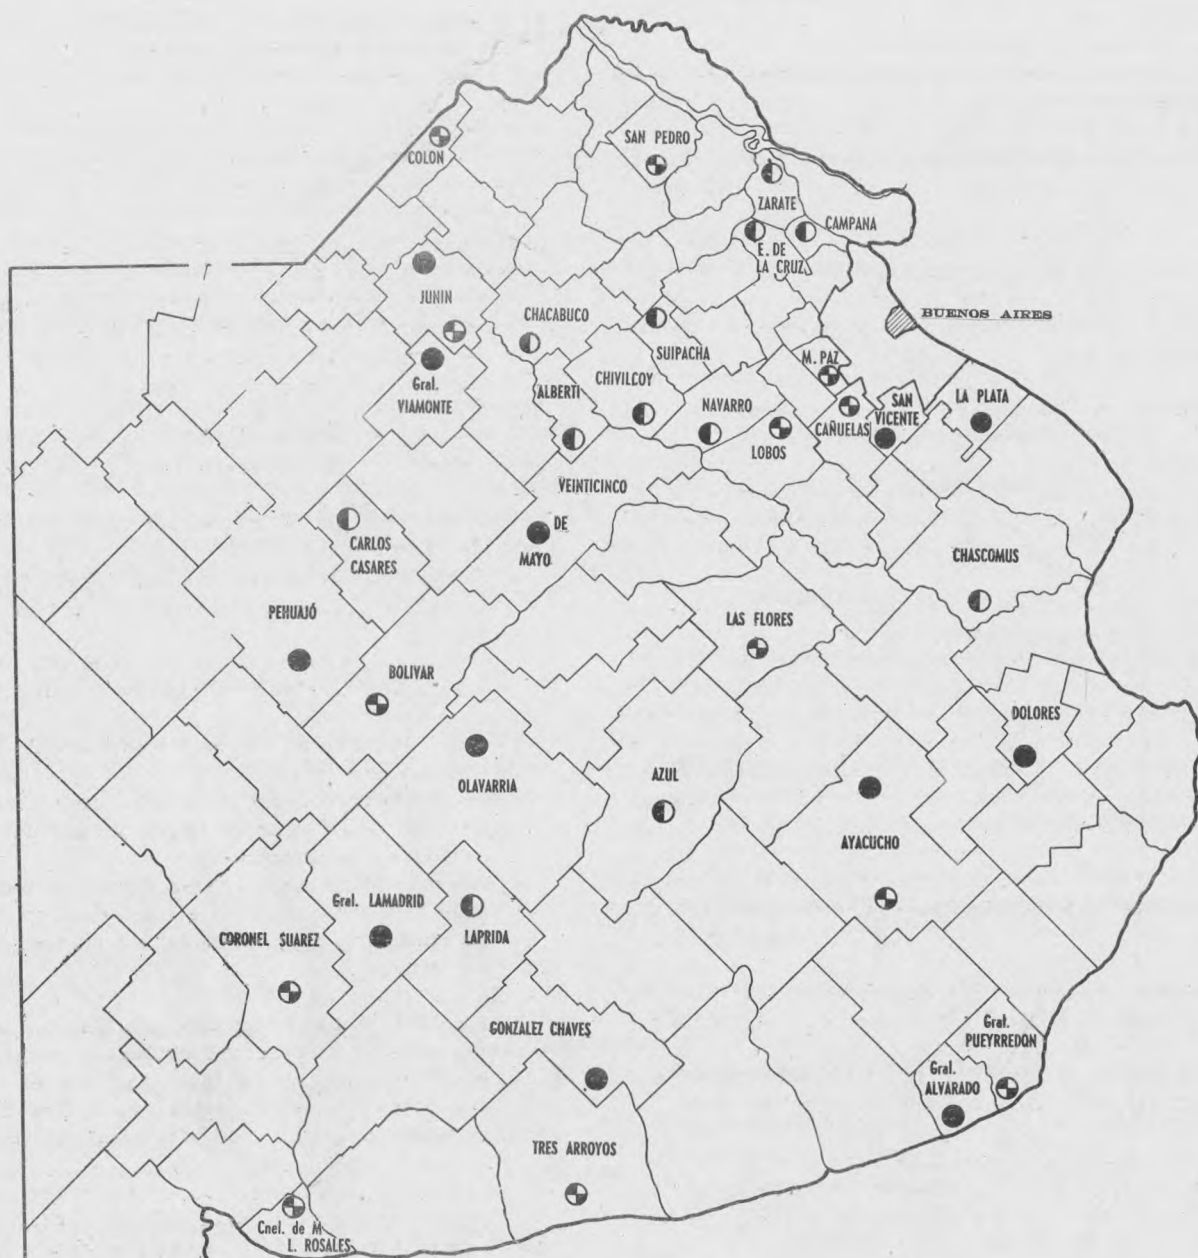 SAN PEDRO
COLON
ZARATE
CAMPANA
E. DE
LA CRUZ
JUNIN
CHACABUCO
BUENOS AIRES
SUIPACHA
M. PAZ
Gral.
VIAMONTE
ALBERTI
CHIVILCOY
NAVARRO
SAN
VICENTE
LA PLATA
CAÑUELAS
LOBOS
VEINTICINCO
DE
MAYO
CARLOS
CASARES
CHASCOMUS
PEHUAJÓ
LAS FLORES
BOLIVAR
DOLORES
OLAVARRIA
AZUL
AYACUCHO
Gral. LAMADRID
LAPRIDA
CORONEL SUAREZ
GONZALEZ CHAVES
Gral.
PUEYRREDON
Gral.
ALVARADO
TRES ARROYOS
Cnel. de M
L. ROSALES